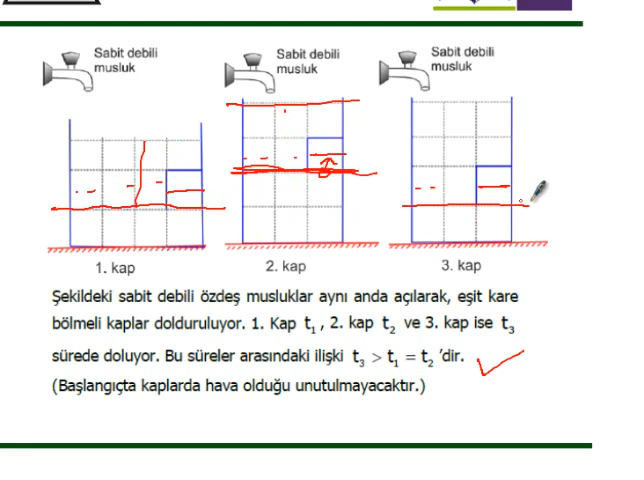 Sabit debili
musluk
Sabit debili
musluk
Sabit debili
musluk
1. kap
2. kap
3. kap
Şekildeki sabit debili özdeş musluklar aynı anda açılarak, eşit kare
bölmeli kaplar dolduruluyor. 1. Kap t₁, 2. kap t₂ ve 3. kap ise t₃
sürede doluyor. Bu süreler arasındaki ilişki t₃ > t₁ = t₂ 'dir.
(Başlangıçta kaplarda hava olduğu unutulmayacaktır.)